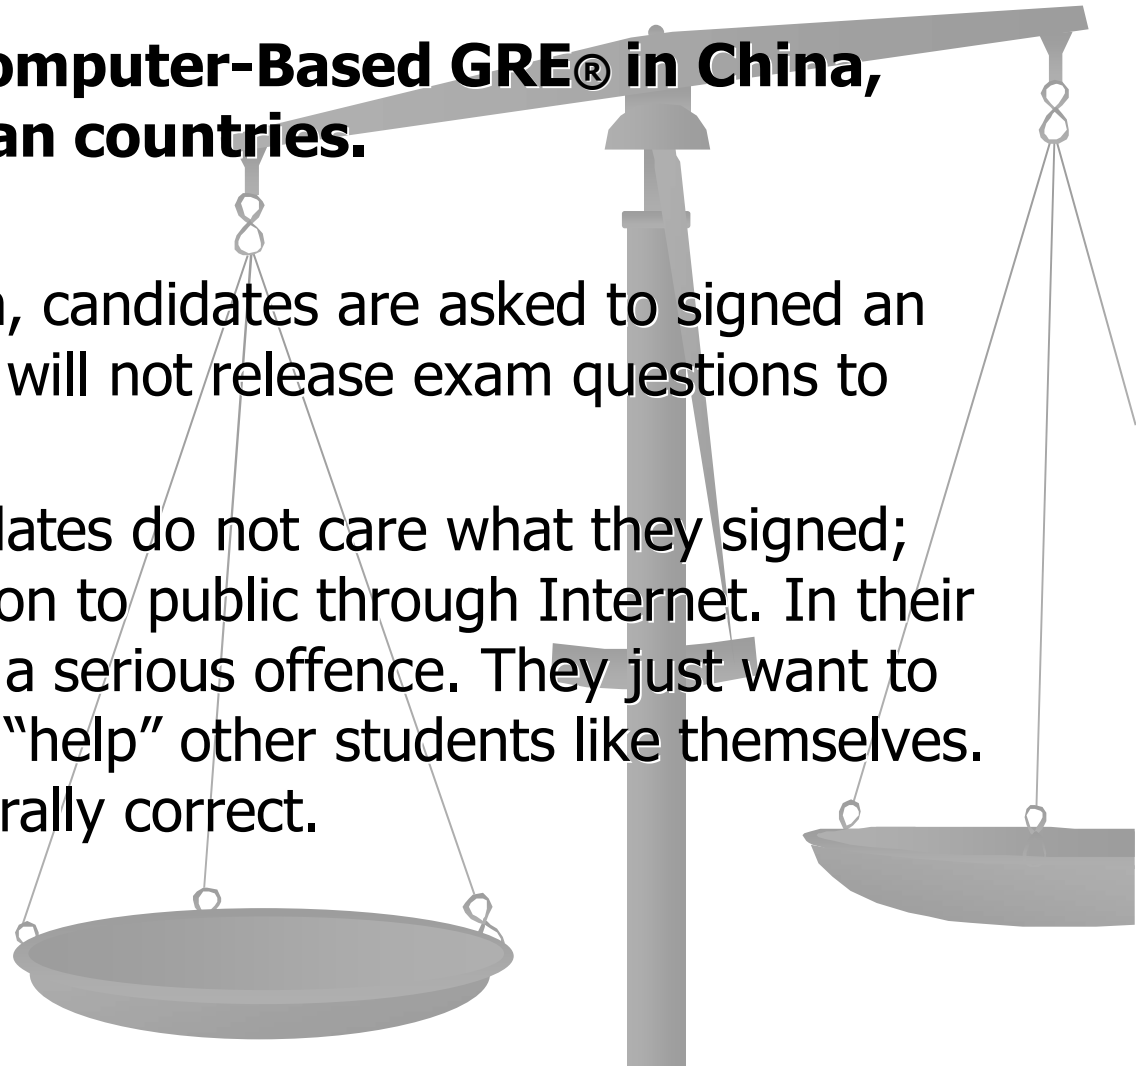 omputer-Based GRE® in China,
an countries.
, candidates are asked to signed an
will not release exam questions to
dates do not care what they signed;
on to public through Internet. In their
a serious offence. They just want to
“help” other students like themselves.
rally correct.